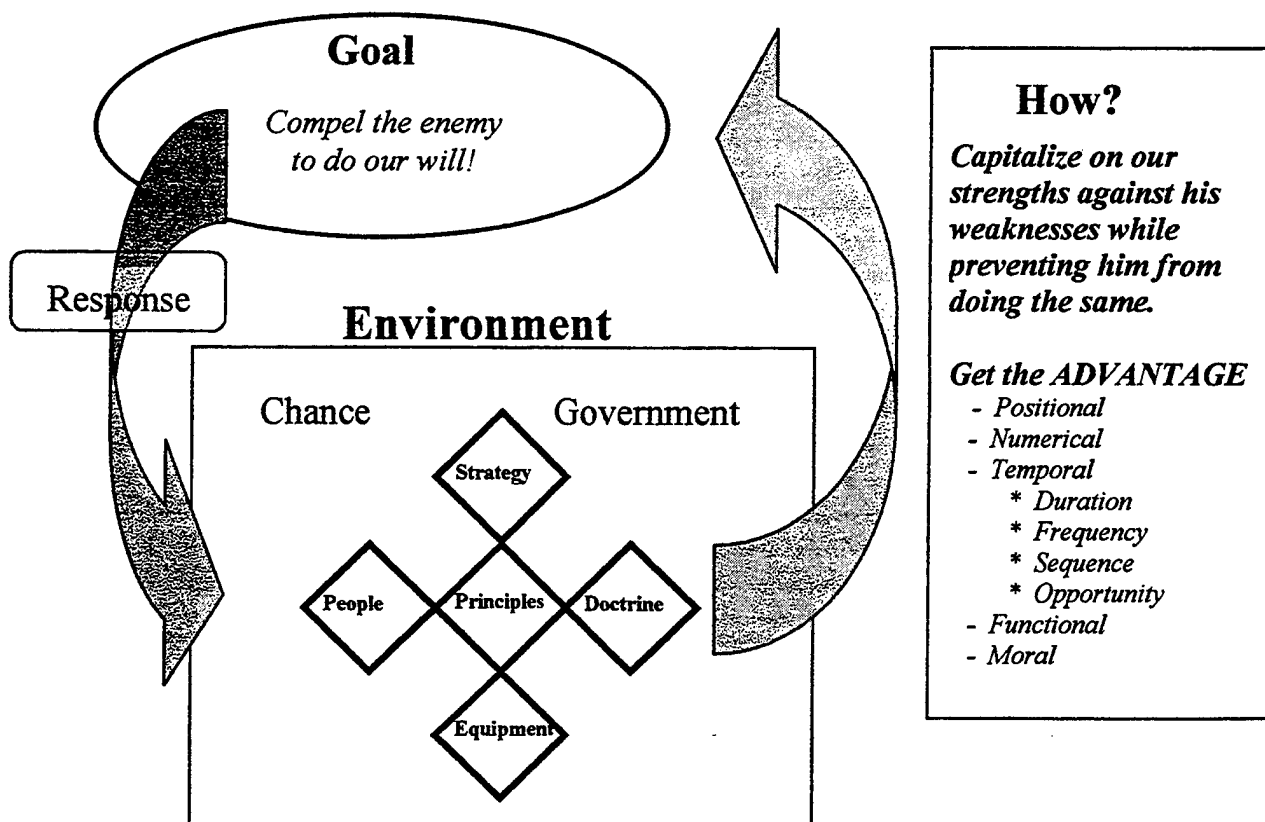 Goal
Compel the enemy
to do our will!
Response
Environment
Chance
Government
Strategy
People
Principles
Doctrine
Equipment
How?
Capitalize on our
strengths against his
weaknesses while
preventing him from
doing the same.
Get the ADVANTAGE
- Positional
- Numerical
- Temporal
* Duration
* Frequency
* Sequence
* Opportunity
- Functional
- Moral